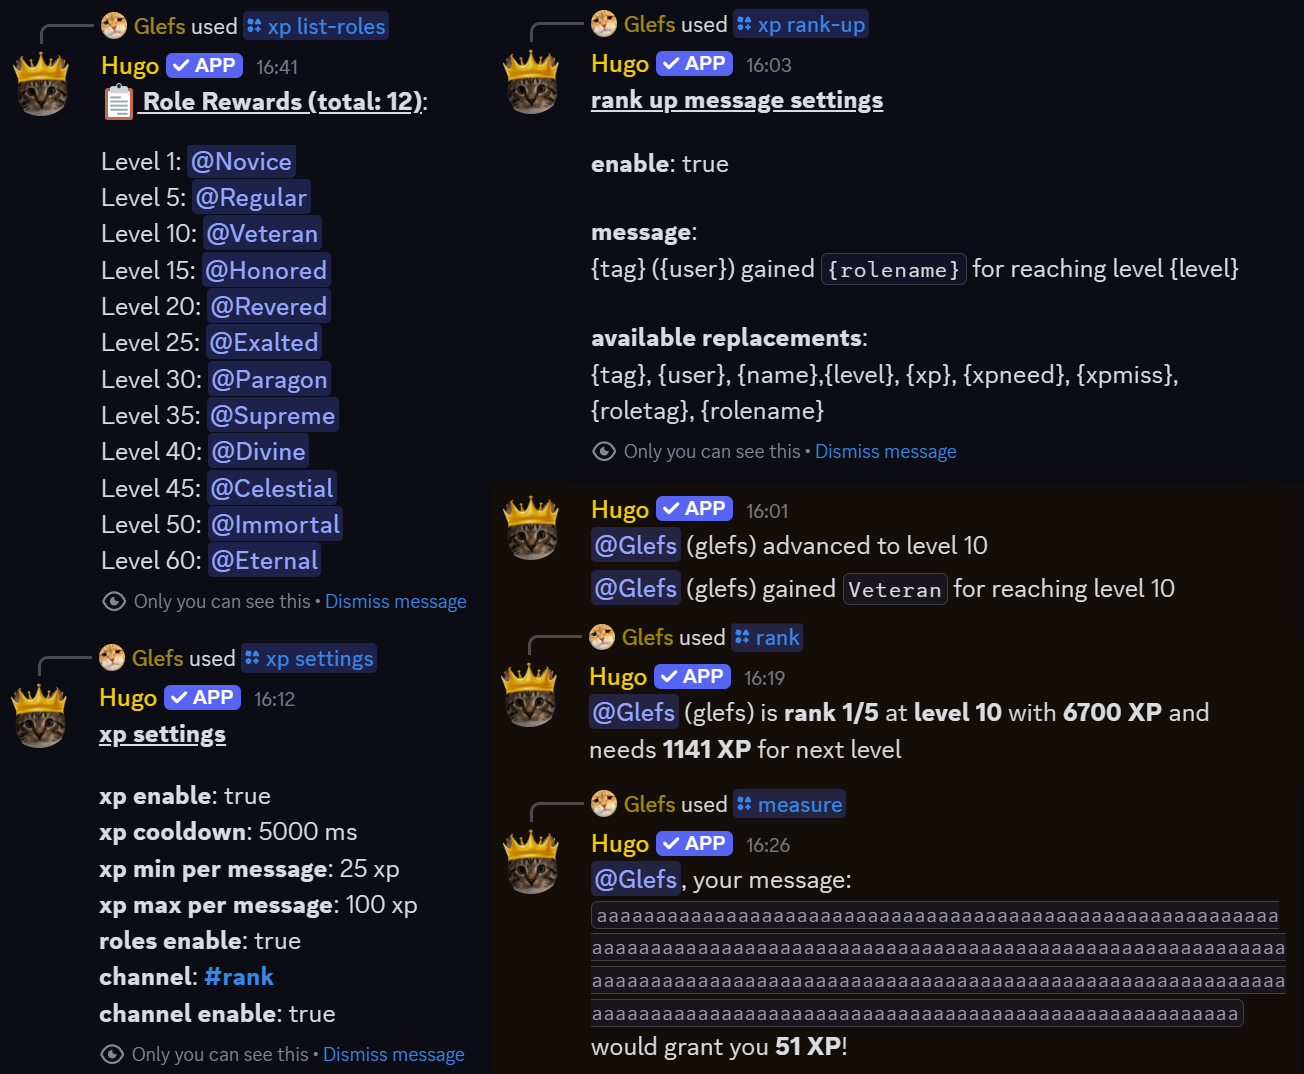 Glefs used xp list-roles
Hugo APP 16:41
Role Rewards (total: 12):
Level 1: @Novice
Level 5: @Regular
Level 10: @Veteran
Level 15: @Honored
Level 20: @Revered
Level 25: @Exalted
Level 30: @Paragon
Level 35: @Supreme
Level 40: @Divine
Level 45: @Celestial
Level 50: @Immortal
Level 60: @Eternal
Only you can see this • Dismiss message
Glefs used xp settings
Hugo APP 16:12
xp settings
xp enable: true
xp cooldown: 5000 ms
xp min per message: 25 xp
xp max per message: 100 xp
roles enable: true
channel: #rank
channel enable: true
Only you can see this • Dismiss message
Glefs used xp rank-up
Hugo APP 16:03
rank up message settings
enable: true
message:
{tag} ({user}) gained {rolename} for reaching level {level}
available replacements:
{tag}, {user}, {name},{level}, {xp}, {xpneed}, {xpmiss},
{roletag}, {rolename}
Only you can see this • Dismiss message
Hugo APP 16:01
@Glefs (glefs) advanced to level 10
@Glefs (glefs) gained Veteran for reaching level 10
Glefs used rank
Hugo APP 16:19
@Glefs (glefs) is rank 1/5 at level 10 with 6700 XP and
needs 1141 XP for next level
Glefs used measure
Hugo APP 16:26
@Glefs, your message:
aaaaaaaaaaaaaaaaaaaaaaaaaaaaaaaaaaaaaaaaaaaaaaaaaaaaaaaaaa
aaaaaaaaaaaaaaaaaaaaaaaaaaaaaaaaaaaaaaaaaaaaaaaaaaaaaaaaaaa
aaaaaaaaaaaaaaaaaaaaaaaaaaaaaaaaaaaaaaaaaaaaaaaaaaaaaaaaaaa
aaaaaaaaaaaaaaaaaaaaaaaaaaaaaaaaaaaaaaaaaaaaaaaaaaaaaaa
would grant you 51 XP!